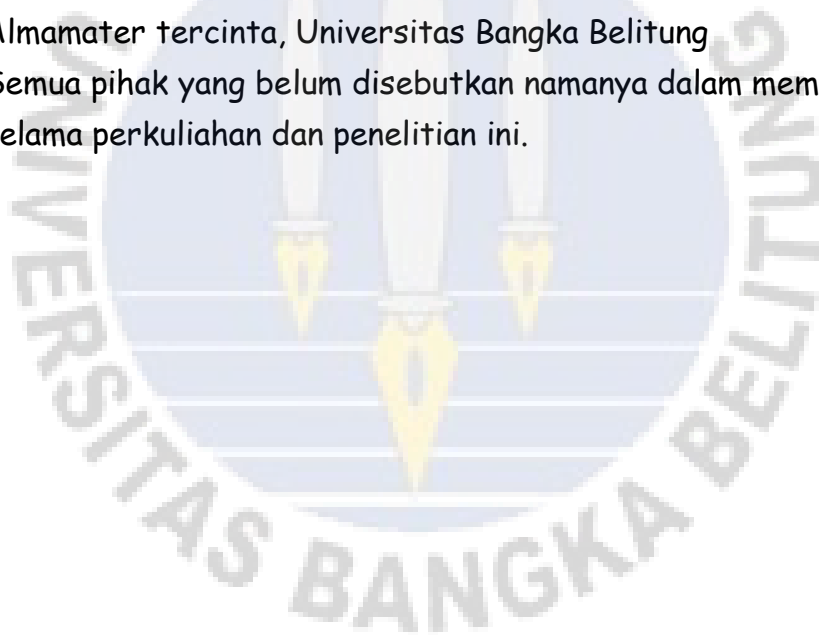 Almamater tercinta, Universitas Bangka Belitung
Semua pihak yang belum disebutkan namanya dalam mem
elama perkuliahan dan penelitian ini.
UNIVERSITAS BANGKA BELITUNG